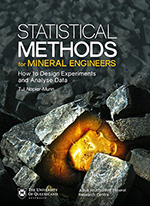 STATISTICAL
METHODS
for MINERAL ENGINEERS
How to Design Experiments
and Analyse Data
T.J. Napier-Munn
THE UNIVERSITY
OF QUEENSLAND
AUSTRALIA
Julius Kruttschnitt Mineral
Research Centre